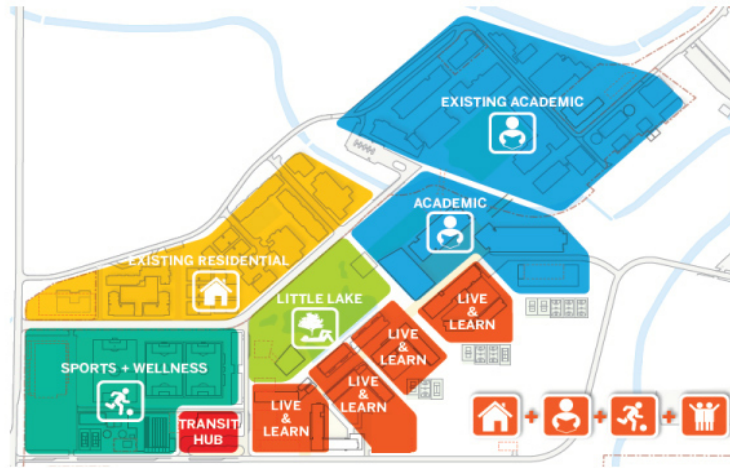 EXISTING ACADEMIC
ACADEMIC
EXISTING RESIDENTIAL
LITTLE LAKE
LIVE
&
LEARN
LIVE
&
LEARN
SPORTS + WELLNESS
LIVE
&
LEARN
LIVE
&
LEARN
TRANSIT
HUB
+
+
+